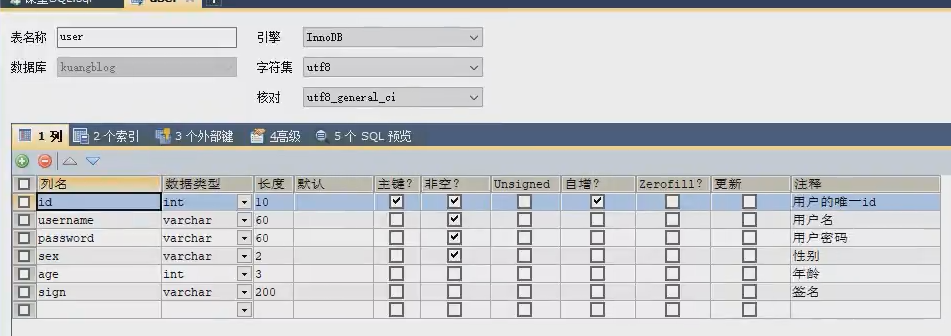 user
表名称 user 引擎 InnoDB
数据库 kuangblog 字符集 utf8
核对 utf8_general_ci
1 列 2 个索引 3 个外部键 4高级 5 个 SQL 预览
列名 数据类型 长度 默认 主键? 非空? Unsigned 自增? Zerofill? 更新 注释
id int 10 用户的唯一id
username varchar 60 用户名
password varchar 60 用户密码
sex varchar 2 性别
age int 3 年龄
sign varchar 200 签名